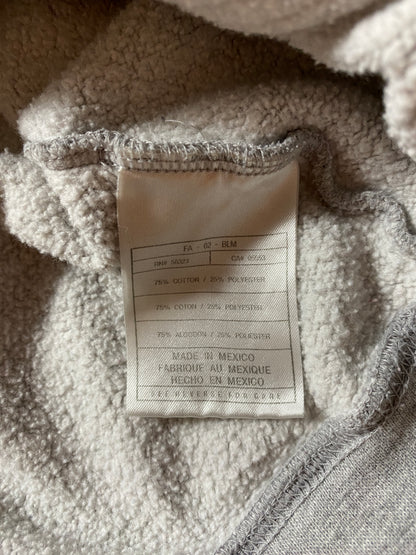 FA - 02 - BLM
RN# 56323 CA# 05553
75% COTTON / 25% POLYESTER
75% COTON / 25% POLYESTER
75% ALGODON / 25% POLIESTER
MADE IN MEXICO
FABRIQUE AU MEXIQUE
HECHO EN MEXICO
SEE REVERSE FOR CARE